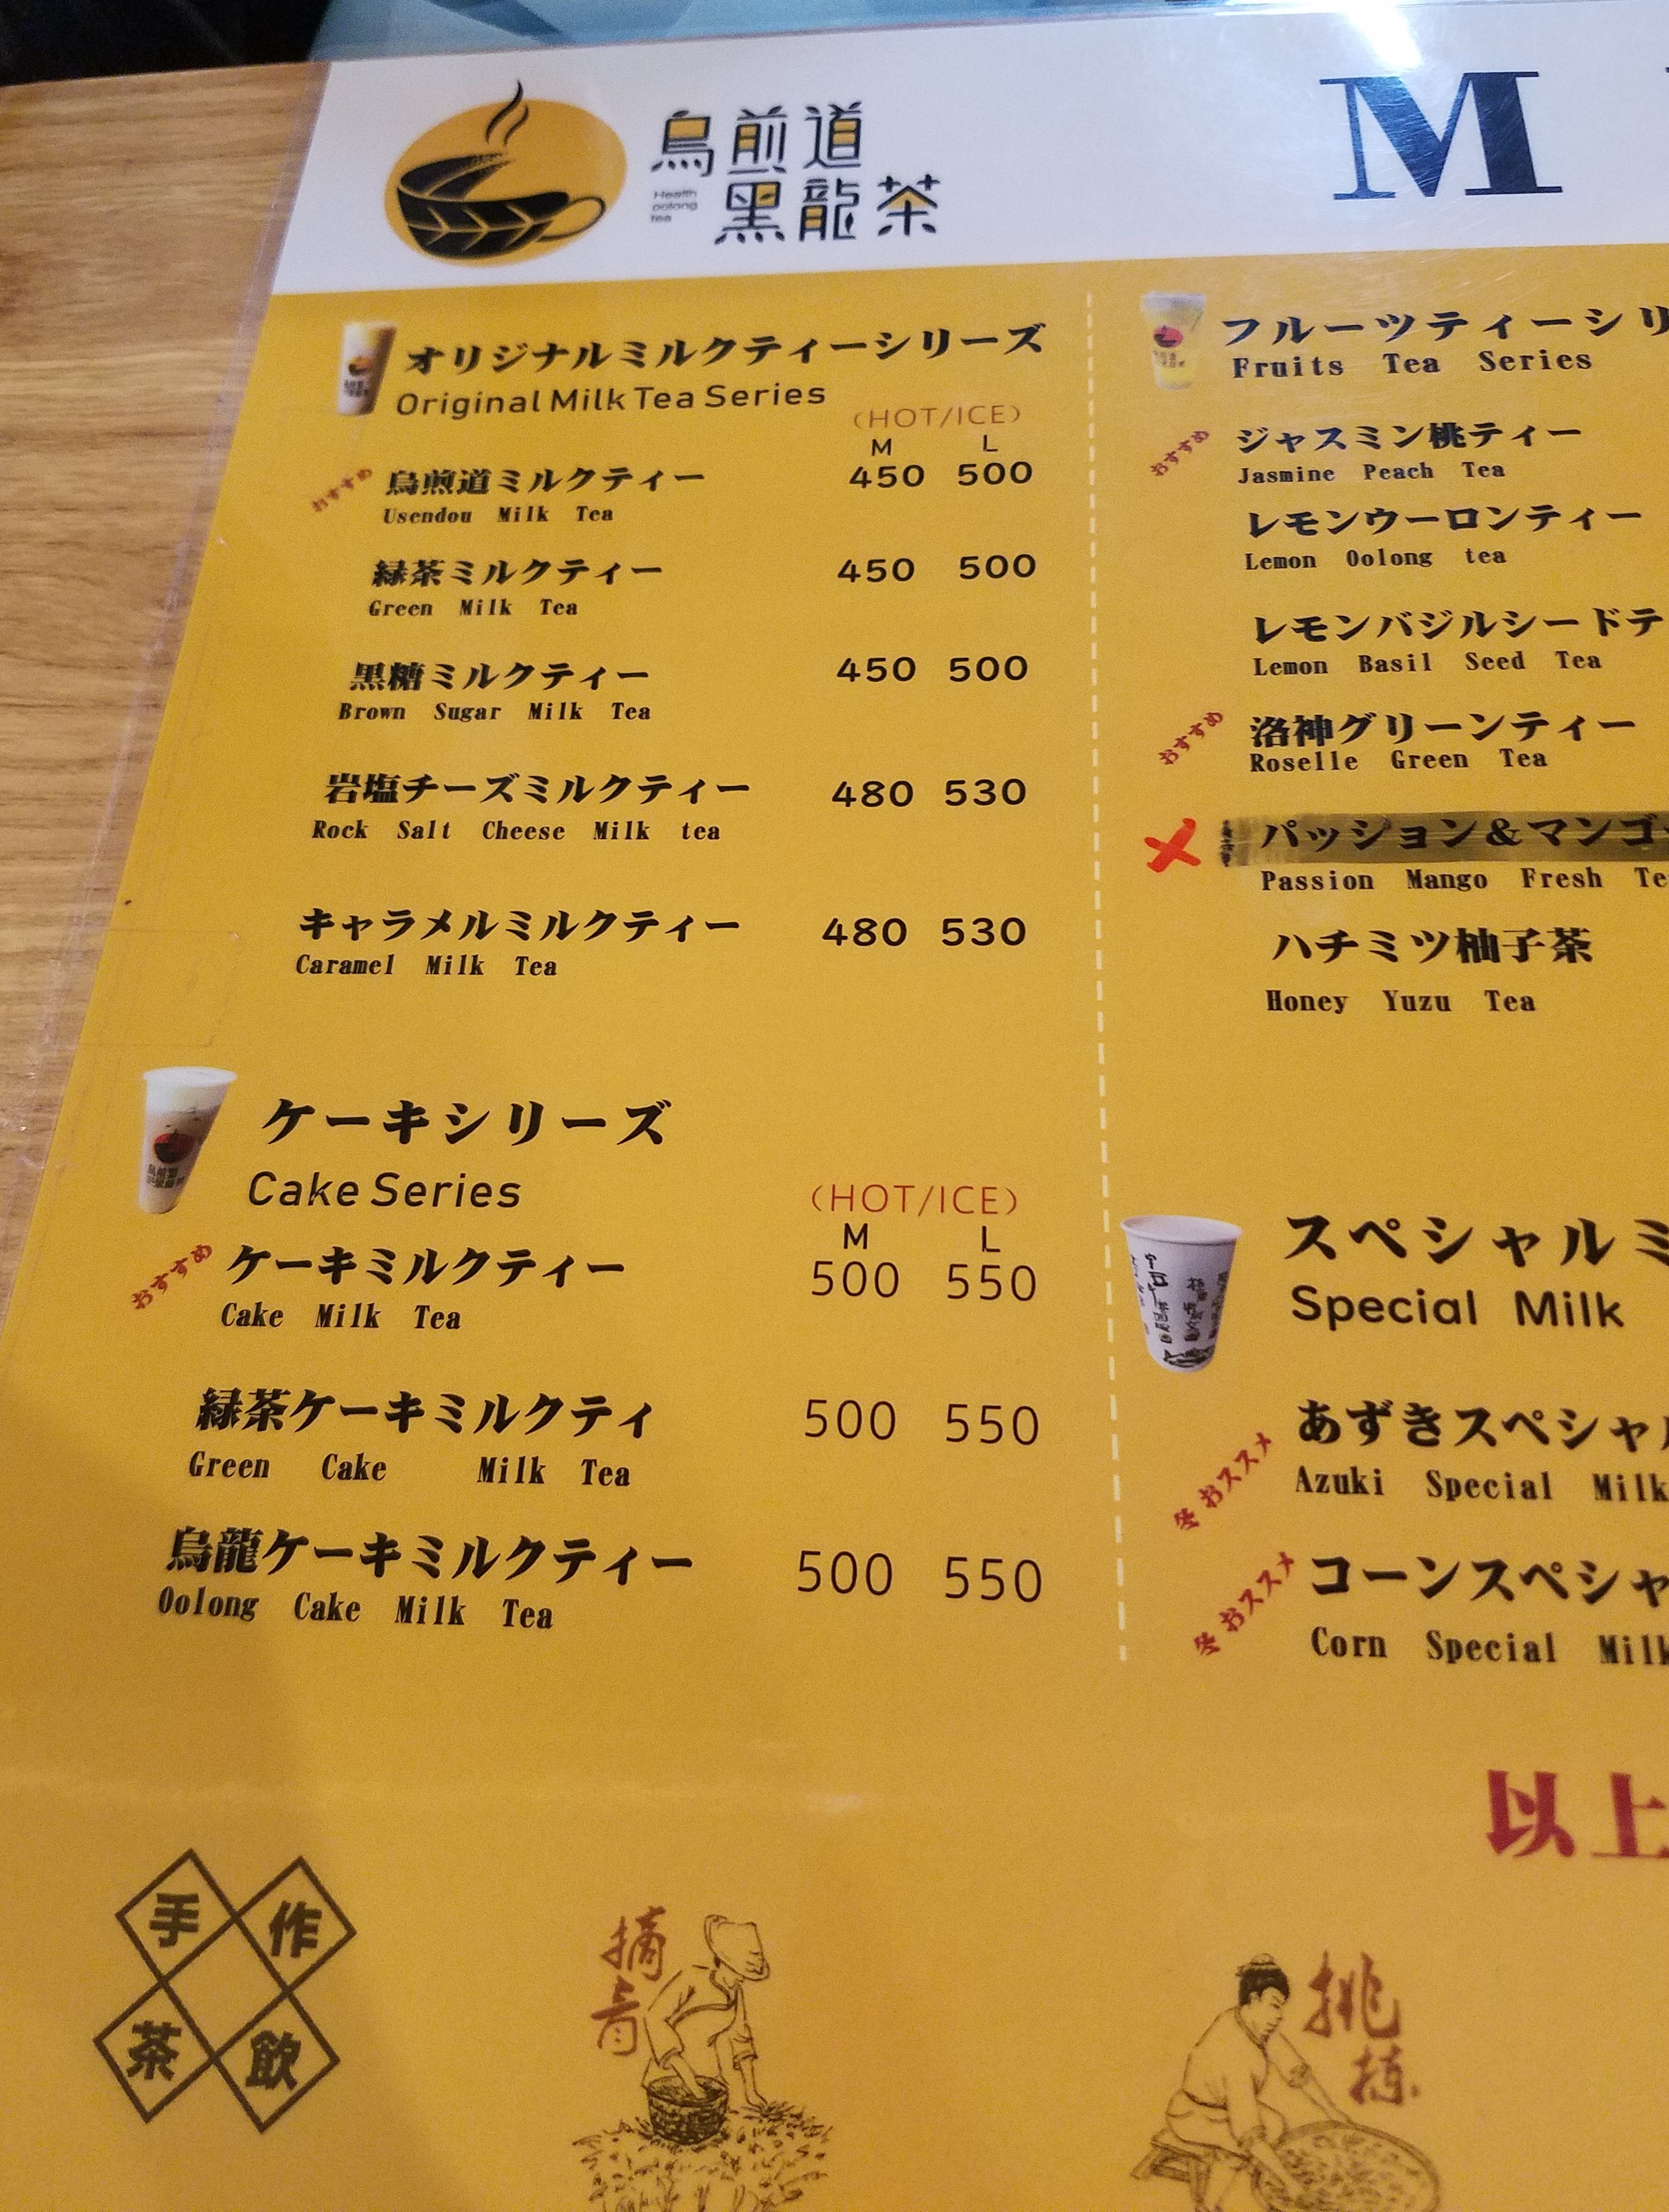 烏煎道
Health
oolong
tea
黑龍茶
M
オリジナルミルクティーシリーズ
Original Milk Tea Series
(HOT/ICE)
M L
おすすめ 烏煎道ミルクティー 450 500
Usendou Milk Tea
緑茶ミルクティー 450 500
Green Milk Tea
黒糖ミルクティー 450 500
Brown Sugar Milk Tea
岩塩チーズミルクティー 480 530
Rock Salt Cheese Milk tea
キャラメルミルクティー 480 530
Caramel Milk Tea
ケーキシリーズ
Cake Series
(HOT/ICE)
M L
おすすめ ケーキミルクティー 500 550
Cake Milk Tea
緑茶ケーキミルクティ 500 550
Green Cake Milk Tea
烏龍ケーキミルクティー 500 550
Oolong Cake Milk Tea
フルーツティーシリ
Fruits Tea Series
おすすめ ジャスミン桃ティー
Jasmine Peach Tea
レモンウーロンティー
Lemon Oolong tea
レモンバジルシードテ
Lemon Basil Seed Tea
おすすめ 洛神グリーンティー
Roselle Green Tea
パッション&マンゴ
Passion Mango Fresh Te
ハチミツ柚子茶
Honey Yuzu Tea
スペシャルミ
Special Milk
冬おススメ あずきスペシャル
Azuki Special Milk
冬おススメ コーンスペシャ
Corn Special Milk
以上
手作
茶飲
摘
挑
揀